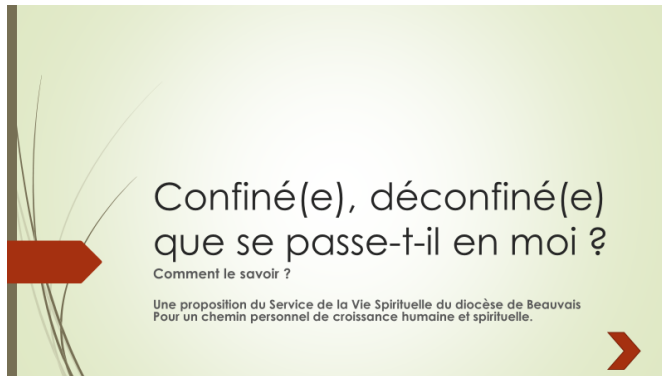 Confiné(e), déconfiné(e)
que se passe-t-il en moi ?
Comment le savoir ?
Une proposition du Service de la Vie Spirituelle du diocèse de Beauvais
Pour un chemin personnel de croissance humaine et spirituelle.